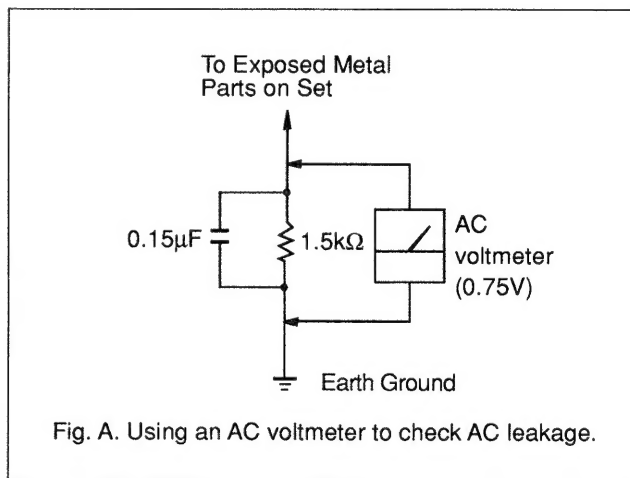 To Exposed Metal
Parts on Set
0.15µF
1.5kΩ
AC
voltmeter
(0.75V)
Earth Ground
Fig. A. Using an AC voltmeter to check AC leakage.